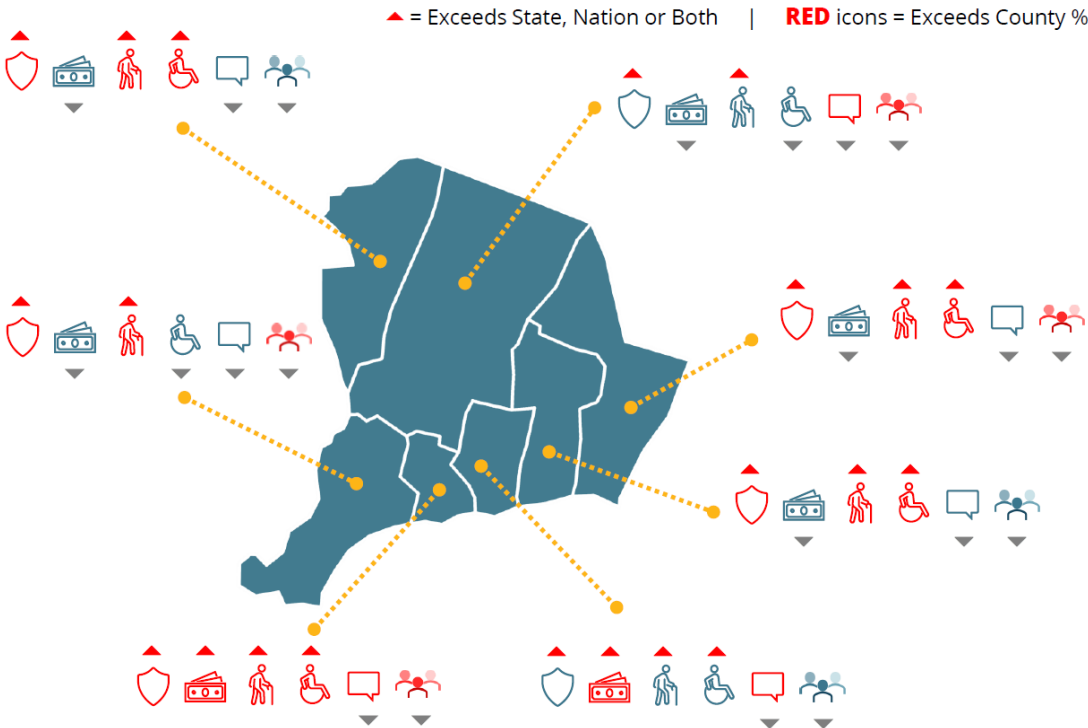 = Exceeds State, Nation or Both | RED icons = Exceeds County %